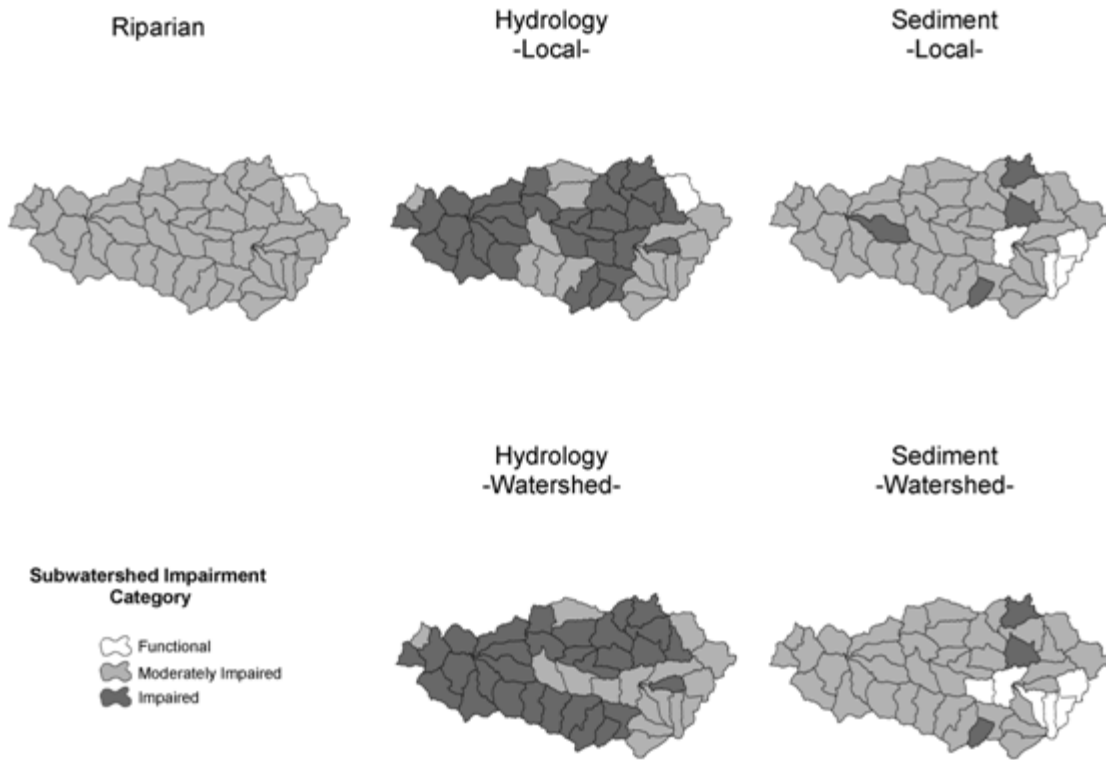 Riparian
Hydrology
-Local-
Sediment
-Local-
Hydrology
-Watershed-
Sediment
-Watershed-
Subwatershed Impairment
Category
Functional
Moderately Impaired
Impaired